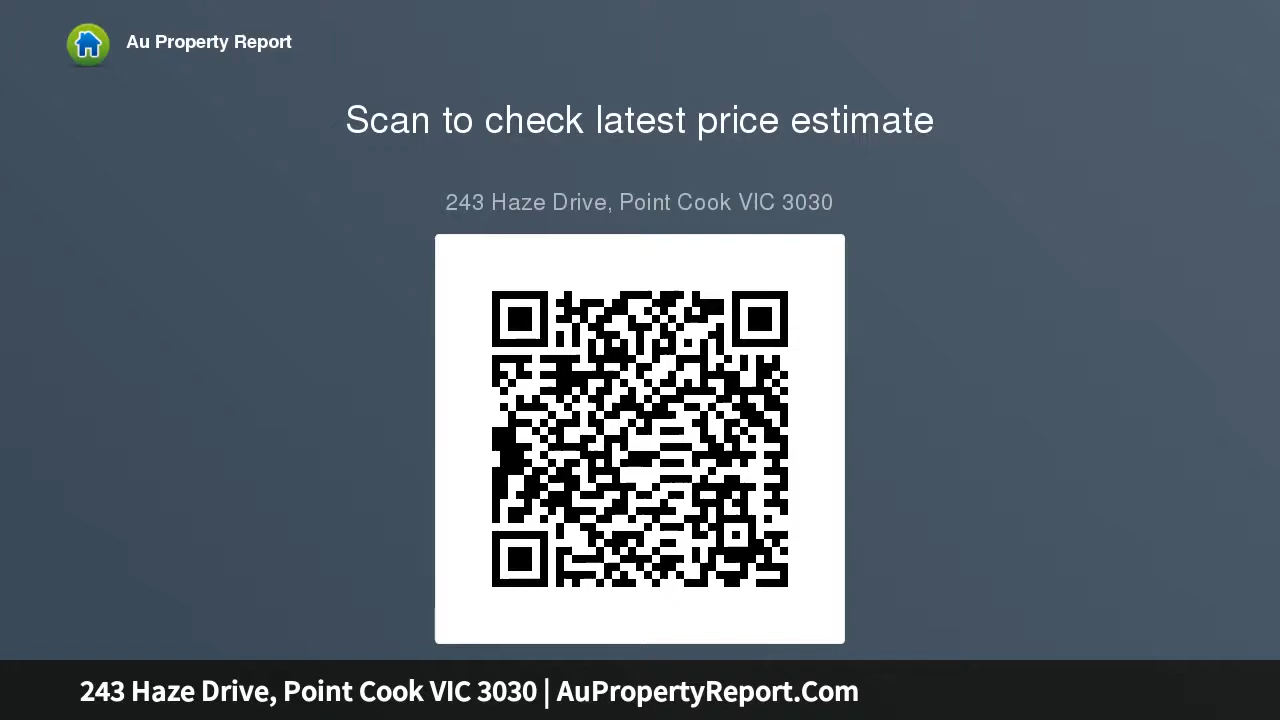 Au Property Report
Scan to check latest price estimate
243 Haze Drive, Point Cook VIC 3030
243 Haze Drive, Point Cook VIC 3030 | AuPropertyReport.Com